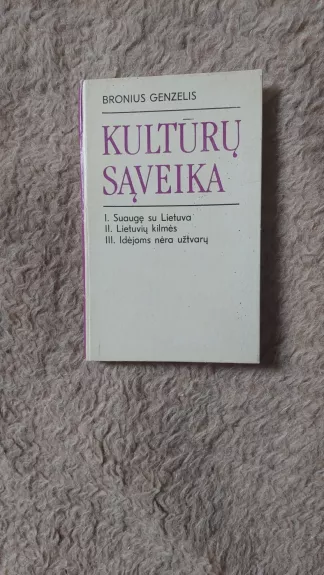 BRONIUS GENZELIS
KULTŪRŲ
SĄVEIKA
I. Suaugę su Lietuva
II. Lietuvių kilmės
III. Idėjoms nėra užtvarų